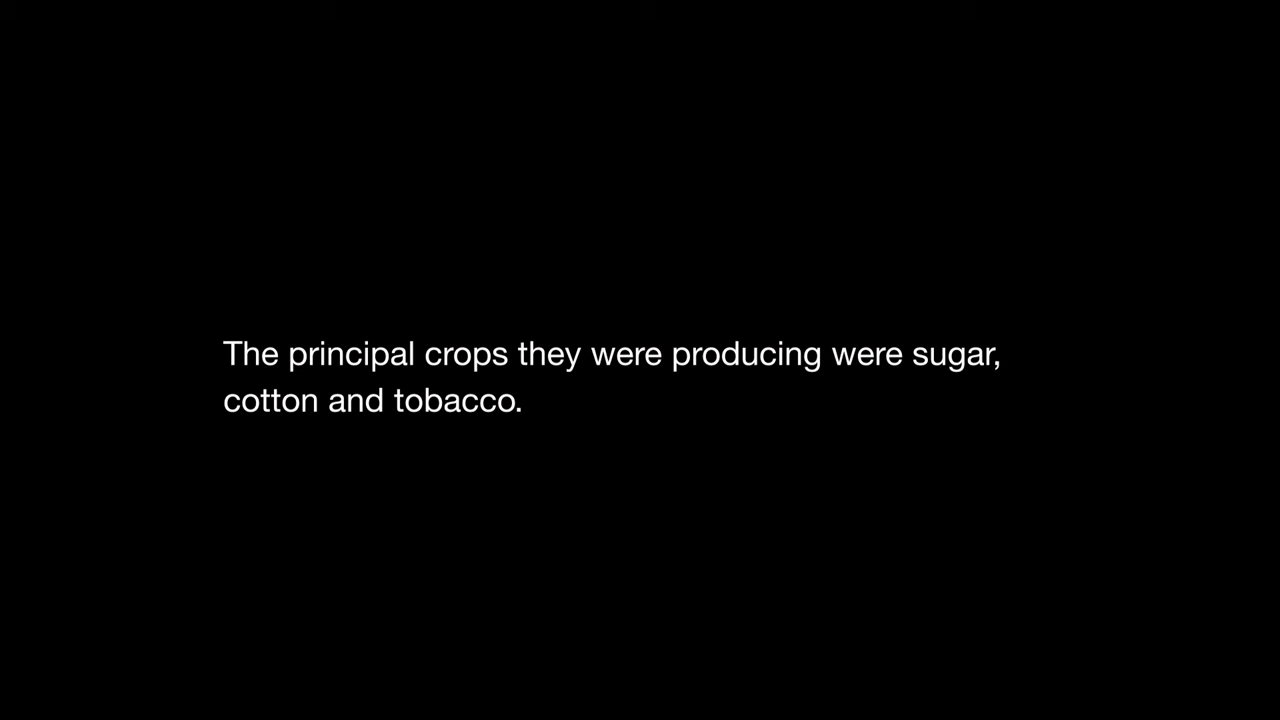 The principal crops they were producing were sugar,
cotton and tobacco.